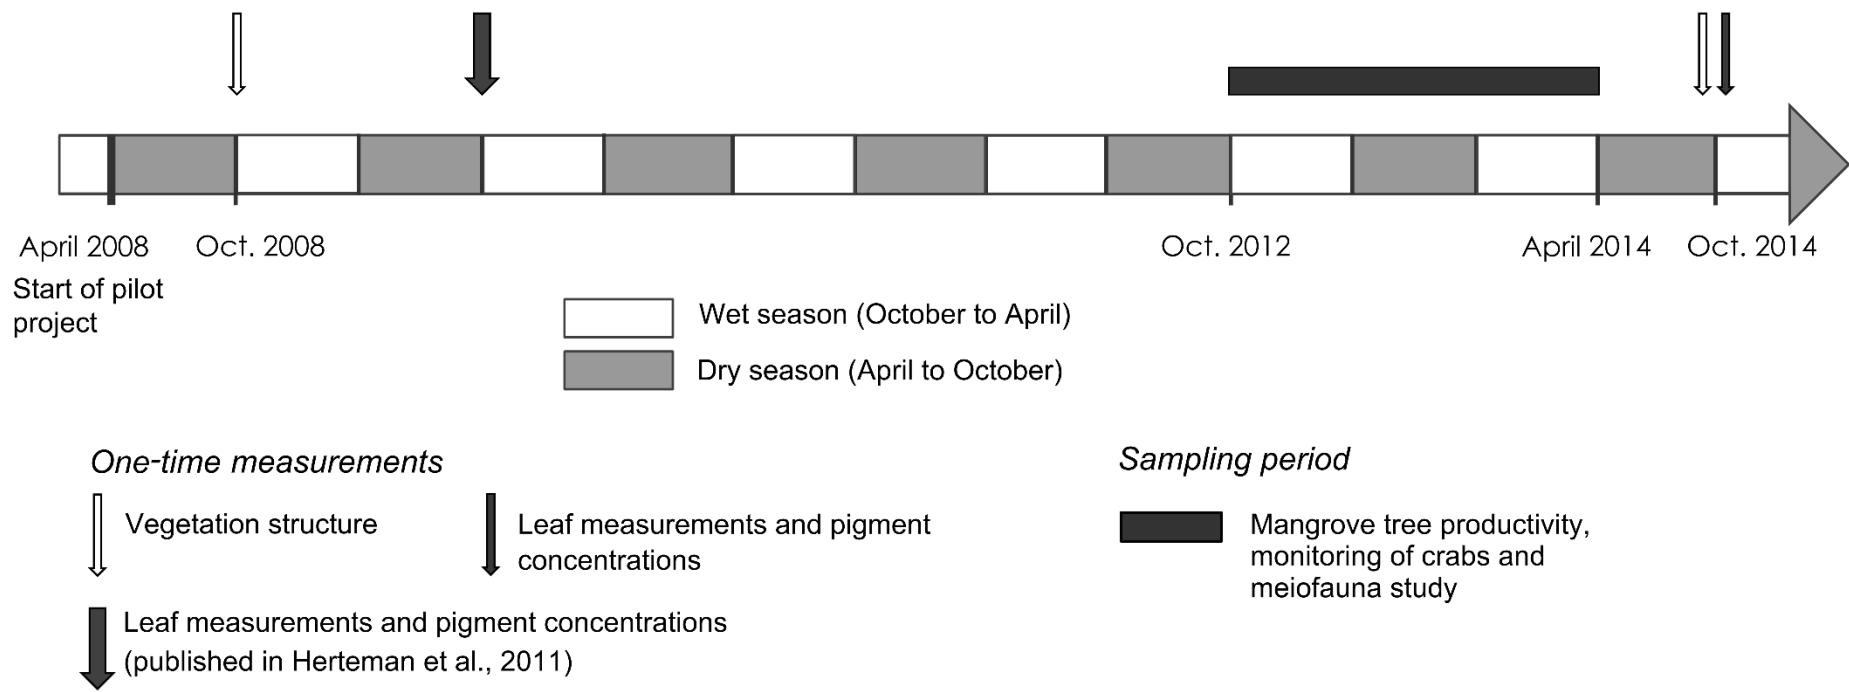 April 2008
Oct. 2008
Oct. 2012
April 2014
Oct. 2014
Start of pilot
project
Wet season (October to April)
Dry season (April to October)
One-time measurements
Vegetation structure
Leaf measurements and pigment
concentrations
Leaf measurements and pigment concentrations
(published in Herteman et al., 2011)
Sampling period
Mangrove tree productivity,
monitoring of crabs and
meiofauna study